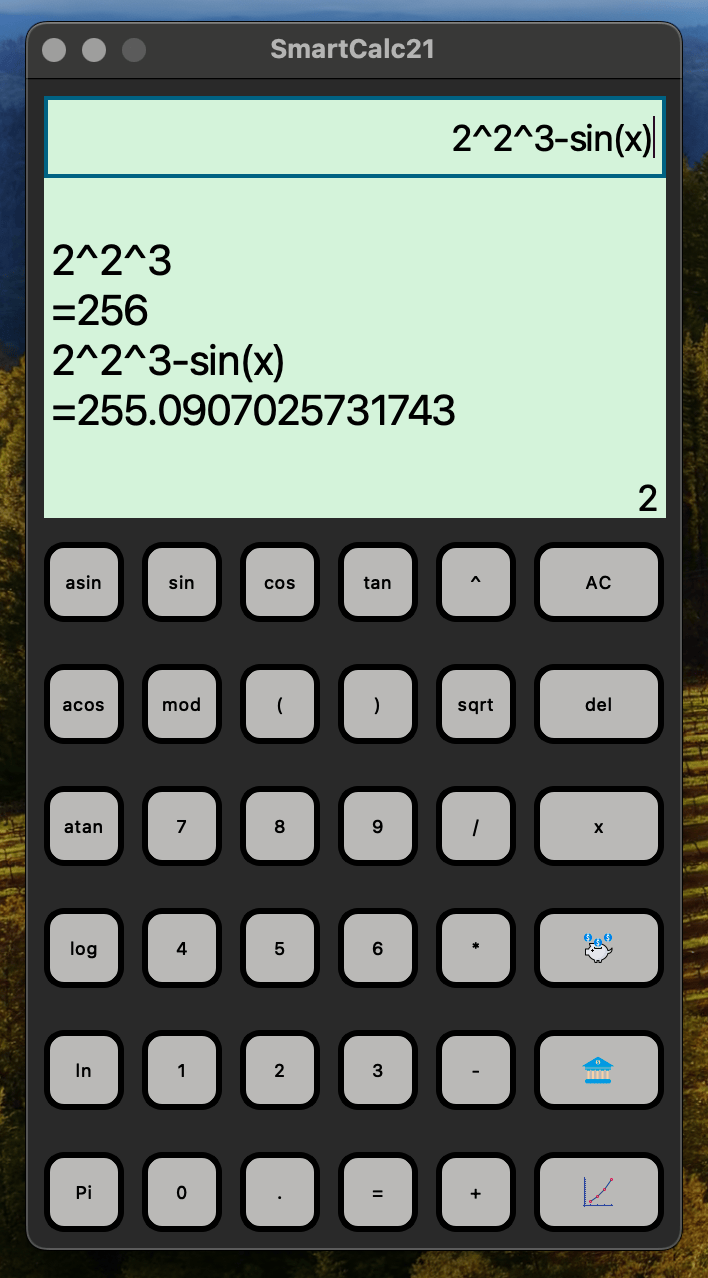 SmartCalc21
2^2^3-sin(x)
2^2^3
=256
2^2^3-sin(x)
=255.0907025731743
2
asin sin cos tan ^ AC
acos mod ( ) sqrt del
atan 7 8 9 / x
log 4 5 6 *
ln 1 2 3 -
Pi 0 . = +